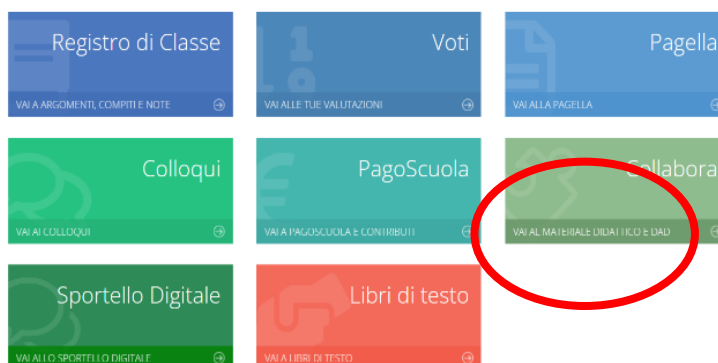 Registro di Classe
VAI A ARGOMENTI, COMPITI E NOTE
Voti
VAI ALLE TUE VALUTAZIONI
Pagella
VAI ALLA PAGELLA
Colloqui
VAI AI COLLOQUI
PagoScuola
VAI A PAGOSCUOLA E CONTRIBUTI
Collabora
VAI AL MATERIALE DIDATTICO E DAD
Sportello Digitale
VAI ALLO SPORTELLO DIGITALE
Libri di testo
VAI A LIBRI DI TESTO